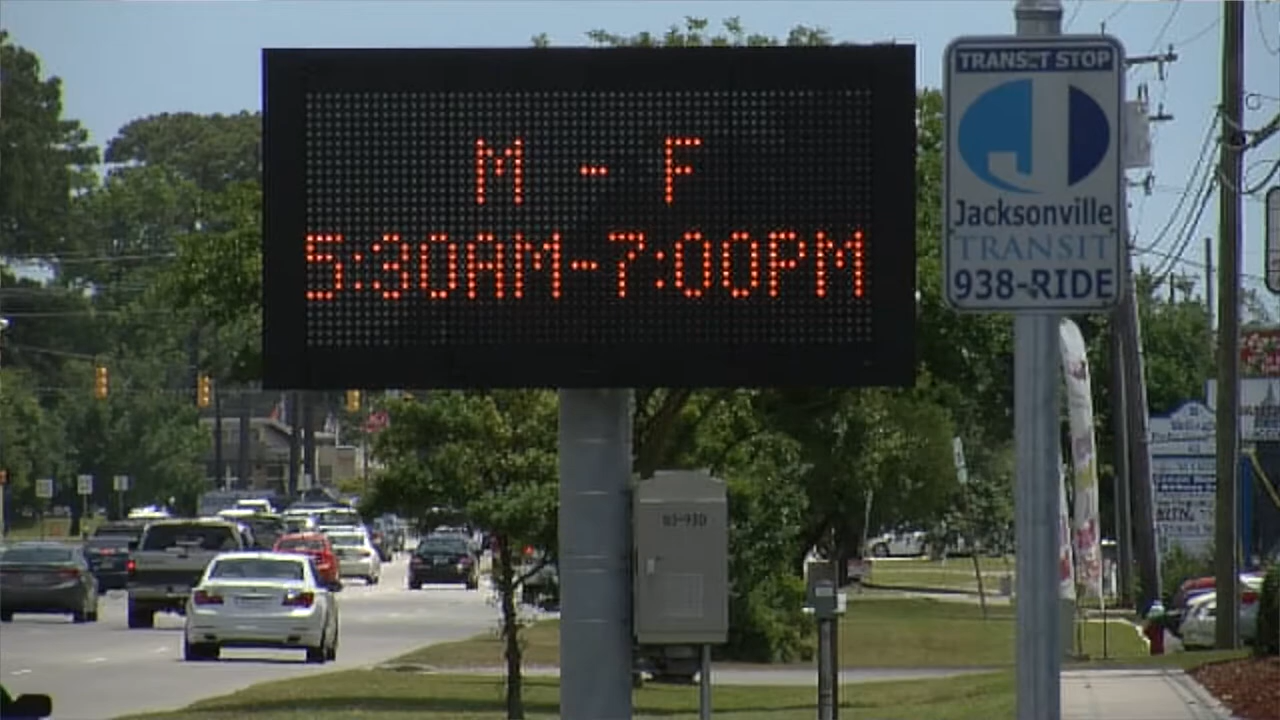 M - F
5:30AM-7:00PM
TRANSIT STOP
Jacksonville
TRANSIT
938-RIDE